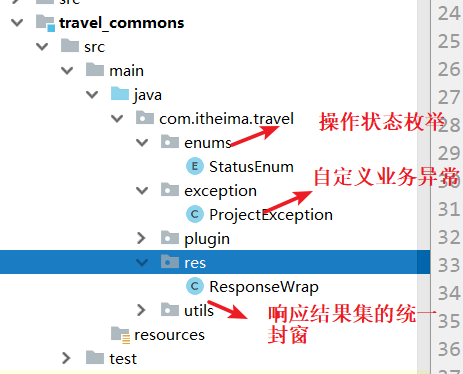 src
24
travel_commons
25
src
26
main
27
java
28
com.itheima.travel
操作状态枚举
enums
29
StatusEnum
30
exception
自定义业务异常
31
ProjectException
32
plugin
33
res
34
ResponseWrap
35
utils
响应结果集的统一
封窗
36
resources
37
test
38